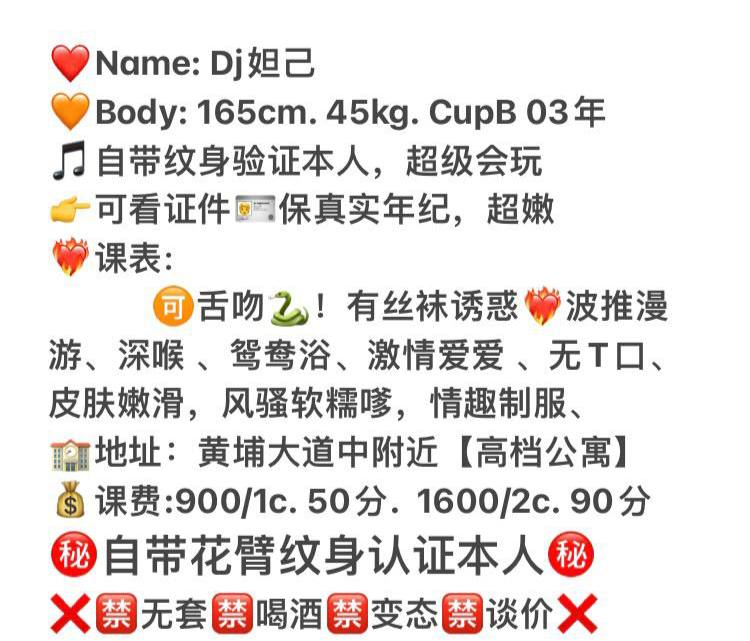 ❤️Name: Dj妲己
🧡Body: 165cm. 45kg. CupB 03年
🎵自带纹身验证本人，超级会玩
👉可看证件🪪保真实年纪，超嫩
❤️‍🔥课表:
🉑舌吻🐍！有丝袜诱惑❤️‍🔥波推漫
游、深喉 、鸳鸯浴、激情爱爱 、无T口、
皮肤嫩滑，风骚软糯嗲，情趣制服、
🏫地址：黄埔大道中附近【高档公寓】
💰课费:900/1c. 50分. 1600/2c. 90分
㊙️自带花臂纹身认证本人㊙️
❌🈲无套🈲喝酒🈲变态🈲谈价❌